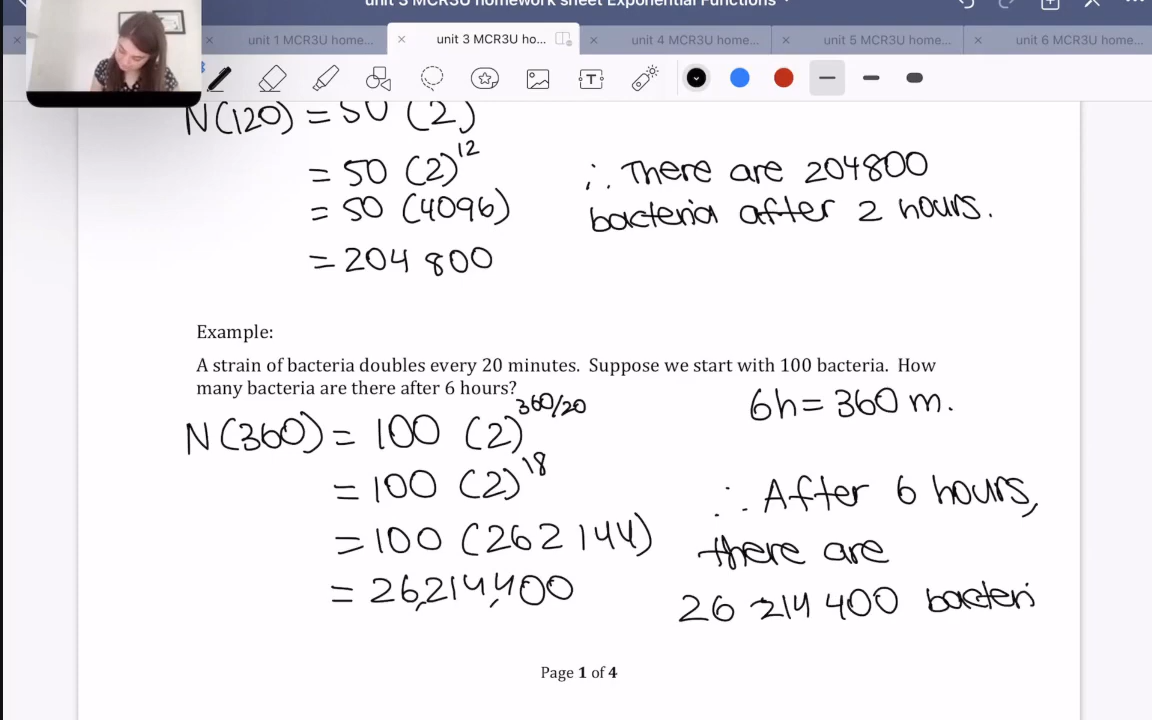 unit 3 MCR3U homework sheet Exponential Functions
unit 1 MCR3U home...
unit 3 MCR3U ho...
unit 4 MCR3U home...
unit 5 MCR3U home...
unit 6 MCR3U home...
T
N(120) = 50 (2)
= 50 (2)^12
= 50 (4096)
= 204 800
∴ There are 204800
bacteria after 2 hours.
Example:
A strain of bacteria doubles every 20 minutes. Suppose we start with 100 bacteria. How
many bacteria are there after 6 hours?
6h = 360 m.
N(360) = 100 (2)^360/20
= 100 (2)^18
= 100 (262 144)
= 26,214,400
∴ After 6 hours,
there are
26 214 400 bacteri
Page 1 of 4